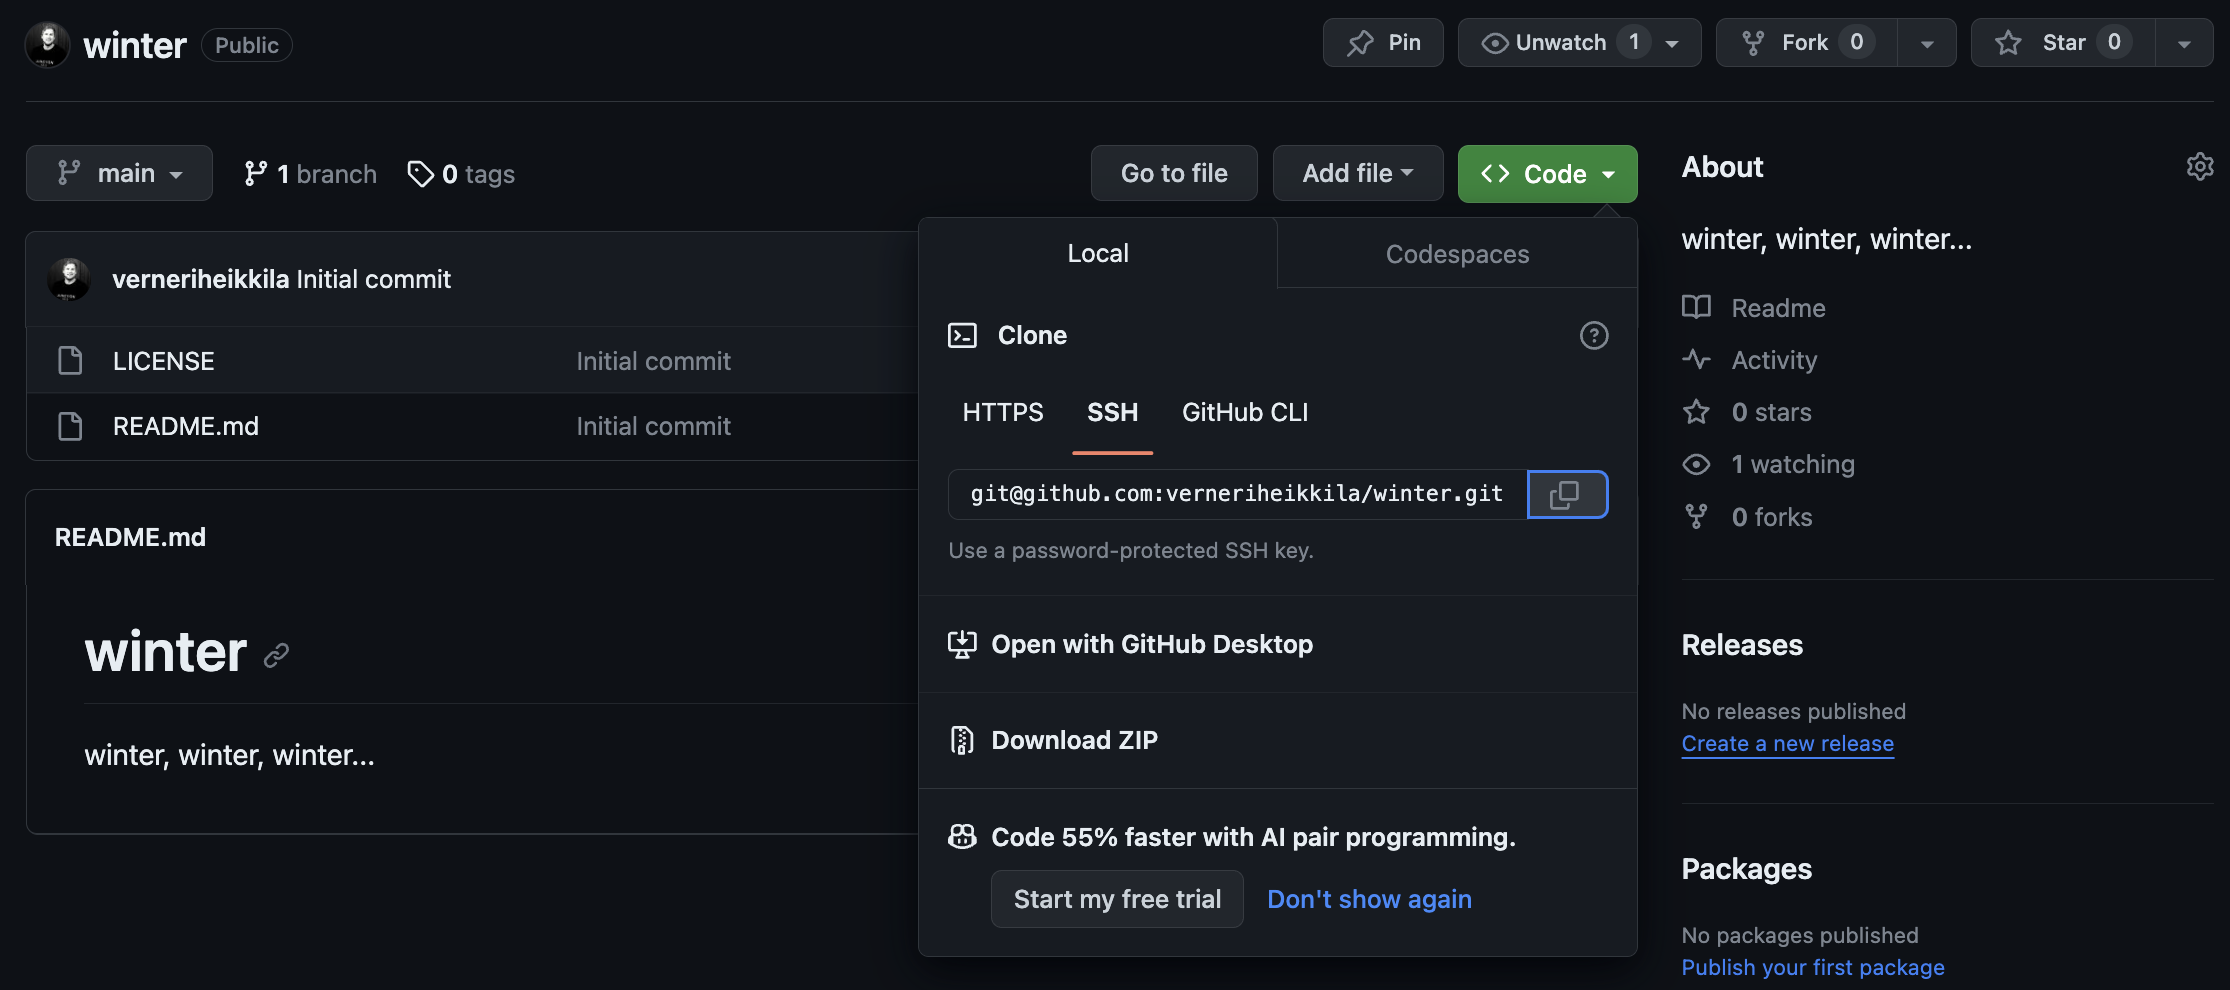 winter Public Pin Unwatch 1 Fork 0 Star 0
main 1 branch 0 tags Go to file Add file Code
verneriheikkila Initial commit
LICENSE Initial commit
README.md Initial commit
README.md
winter
winter, winter, winter...
Local Codespaces
Clone
HTTPS SSH GitHub CLI
git@github.com:verneriheikkila/winter.git
Use a password-protected SSH key.
Open with GitHub Desktop
Download ZIP
Code 55% faster with AI pair programming.
Start my free trial Don't show again
About
winter, winter, winter...
Readme
Activity
0 stars
1 watching
0 forks
Releases
No releases published
Create a new release
Packages
No packages published
Publish your first package